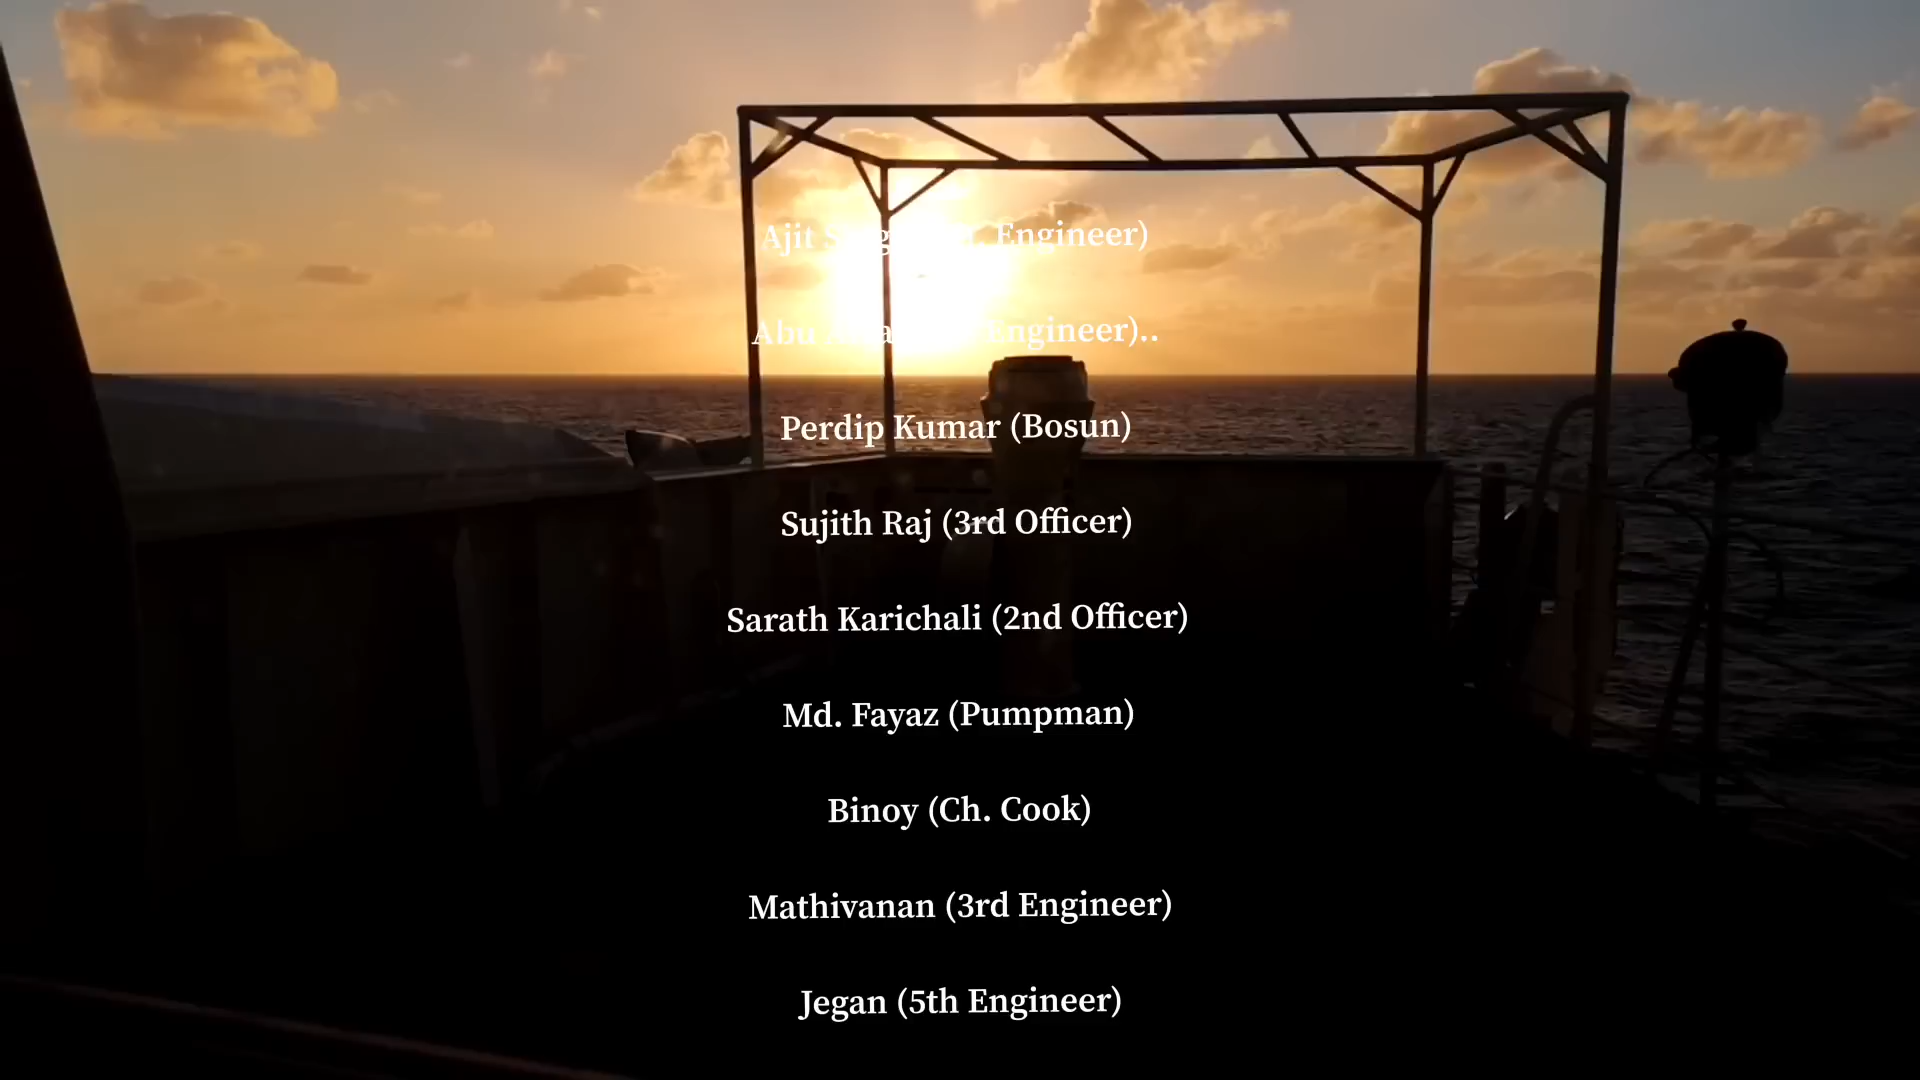 Ajit Engineer)
Abu Engineer)..
Perdip Kumar (Bosun)
Sujith Raj (3rd Officer)
Sarath Karichali (2nd Officer)
Md. Fayaz (Pumpman)
Binoy (Ch. Cook)
Mathivanan (3rd Engineer)
Jegan (5th Engineer)